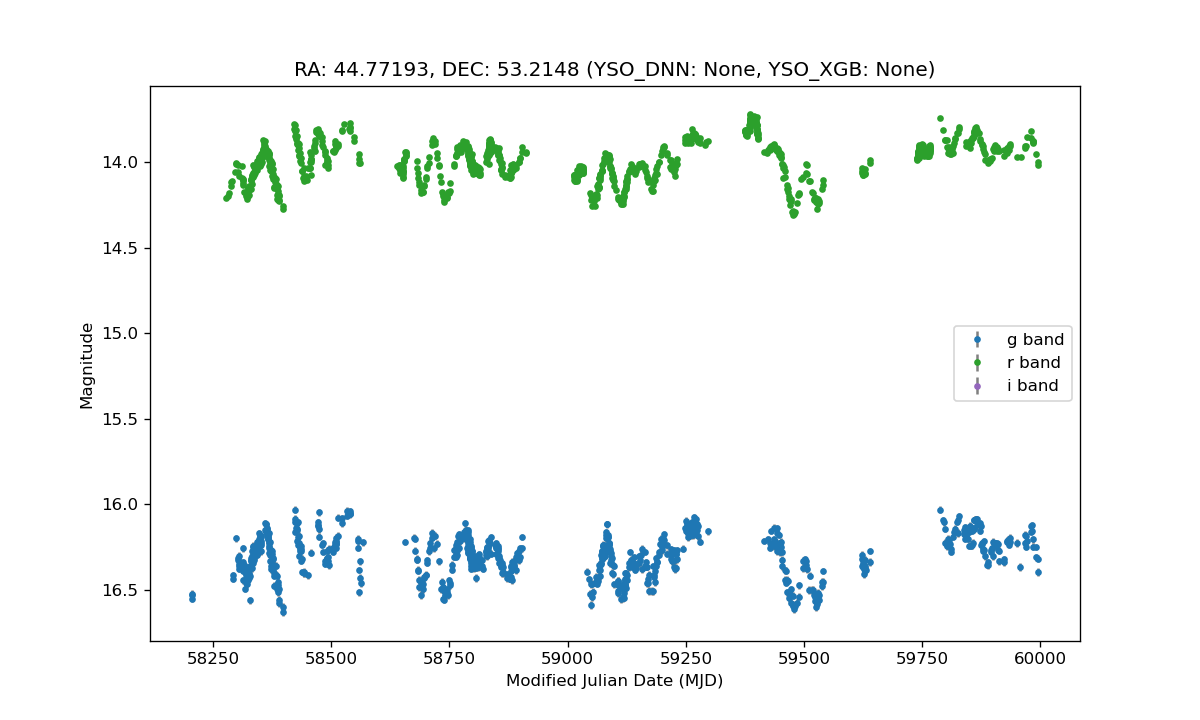 RA: 44.77193, DEC: 53.2148 (YSO_DNN: None, YSO_XGB: None)
Magnitude
14.0
14.5
15.0
15.5
16.0
16.5
g band
r band
i band
58250 58500 58750 59000 59250 59500 59750 60000
Modified Julian Date (MJD)